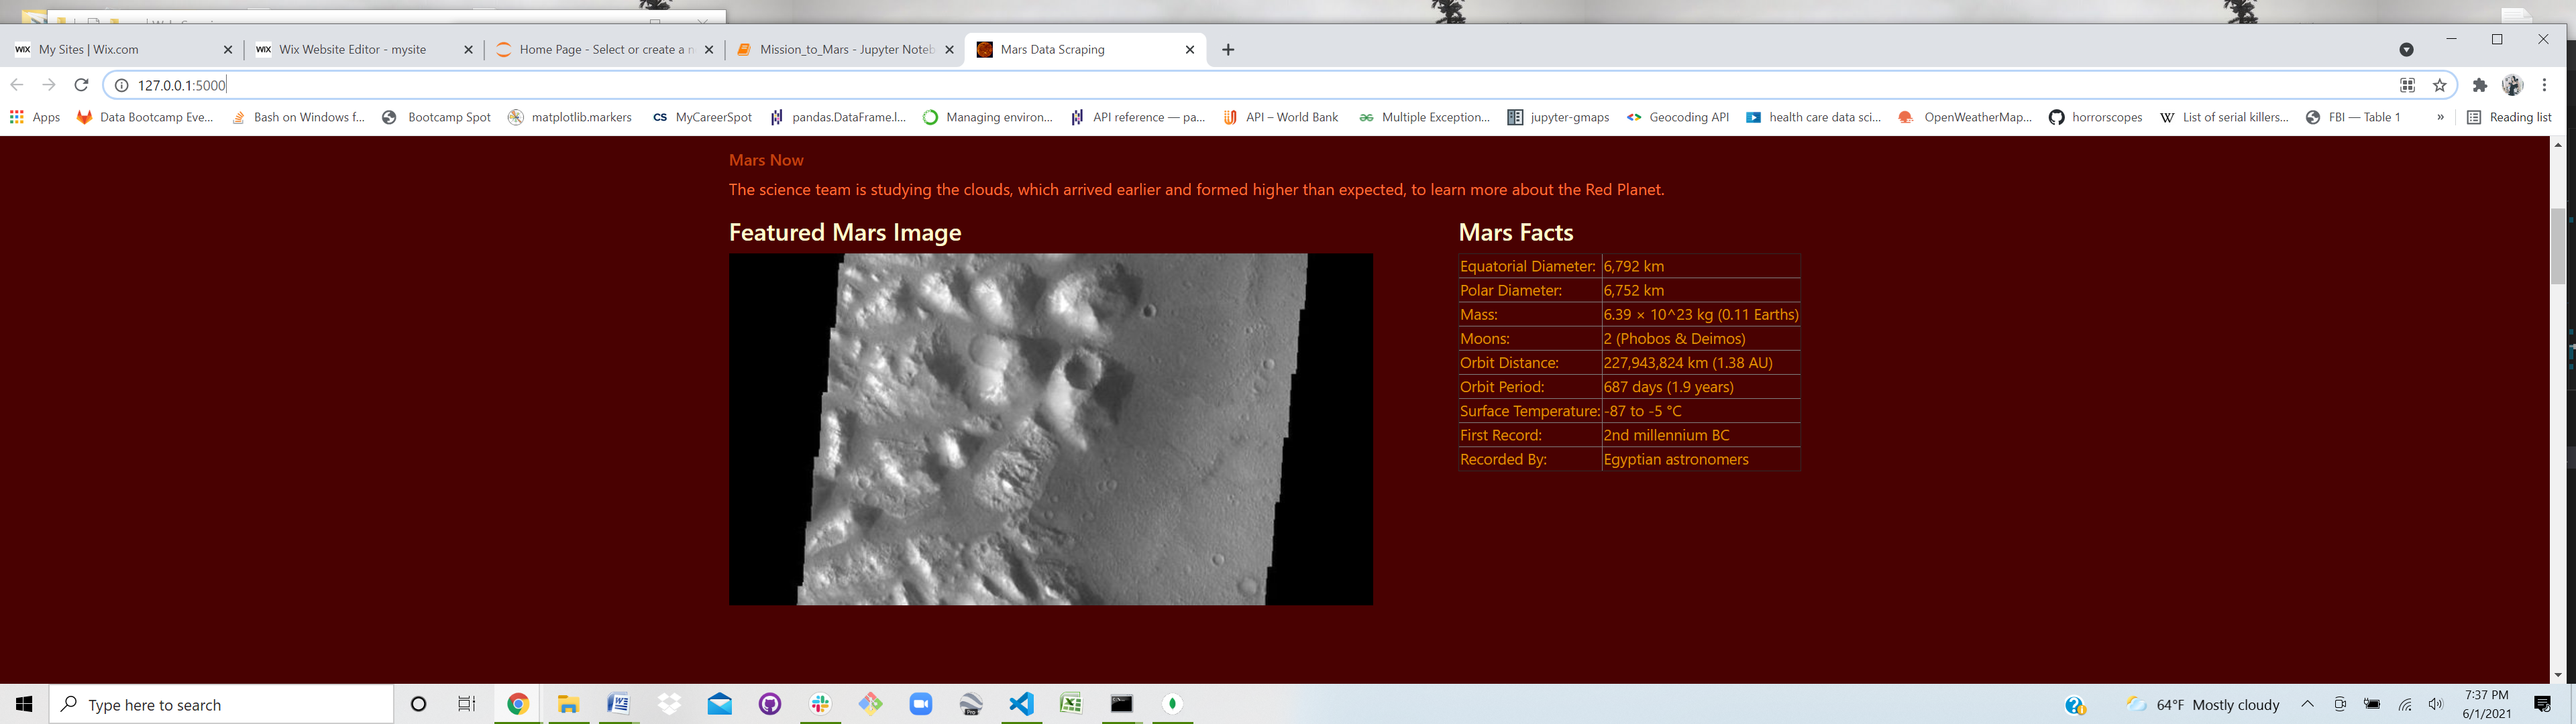 WiX My Sites | Wix.com
WiX Wix Website Editor - mysite
Home Page - Select or create a n
Mission_to_Mars - Jupyter Noteb
Mars Data Scraping
127.0.0.1:5000
Apps
Data Bootcamp Eve...
Bash on Windows f...
Bootcamp Spot
matplotlib.markers
CS MyCareerSpot
pandas.DataFrame.l...
Managing environ...
API reference — pa...
API – World Bank
Multiple Exception...
jupyter-gmaps
Geocoding API
health care data sci...
OpenWeatherMap...
horrorscopes
W List of serial killers...
FBI — Table 1
»
Reading list
Mars Now
The science team is studying the clouds, which arrived earlier and formed higher than expected, to learn more about the Red Planet.
Featured Mars Image
Mars Facts
Equatorial Diameter: 6,792 km
Polar Diameter: 6,752 km
Mass: 6.39 × 10^23 kg (0.11 Earths)
Moons: 2 (Phobos & Deimos)
Orbit Distance: 227,943,824 km (1.38 AU)
Orbit Period: 687 days (1.9 years)
Surface Temperature: -87 to -5 °C
First Record: 2nd millennium BC
Recorded By: Egyptian astronomers
Type here to search
64°F Mostly cloudy
7:37 PM
6/1/2021